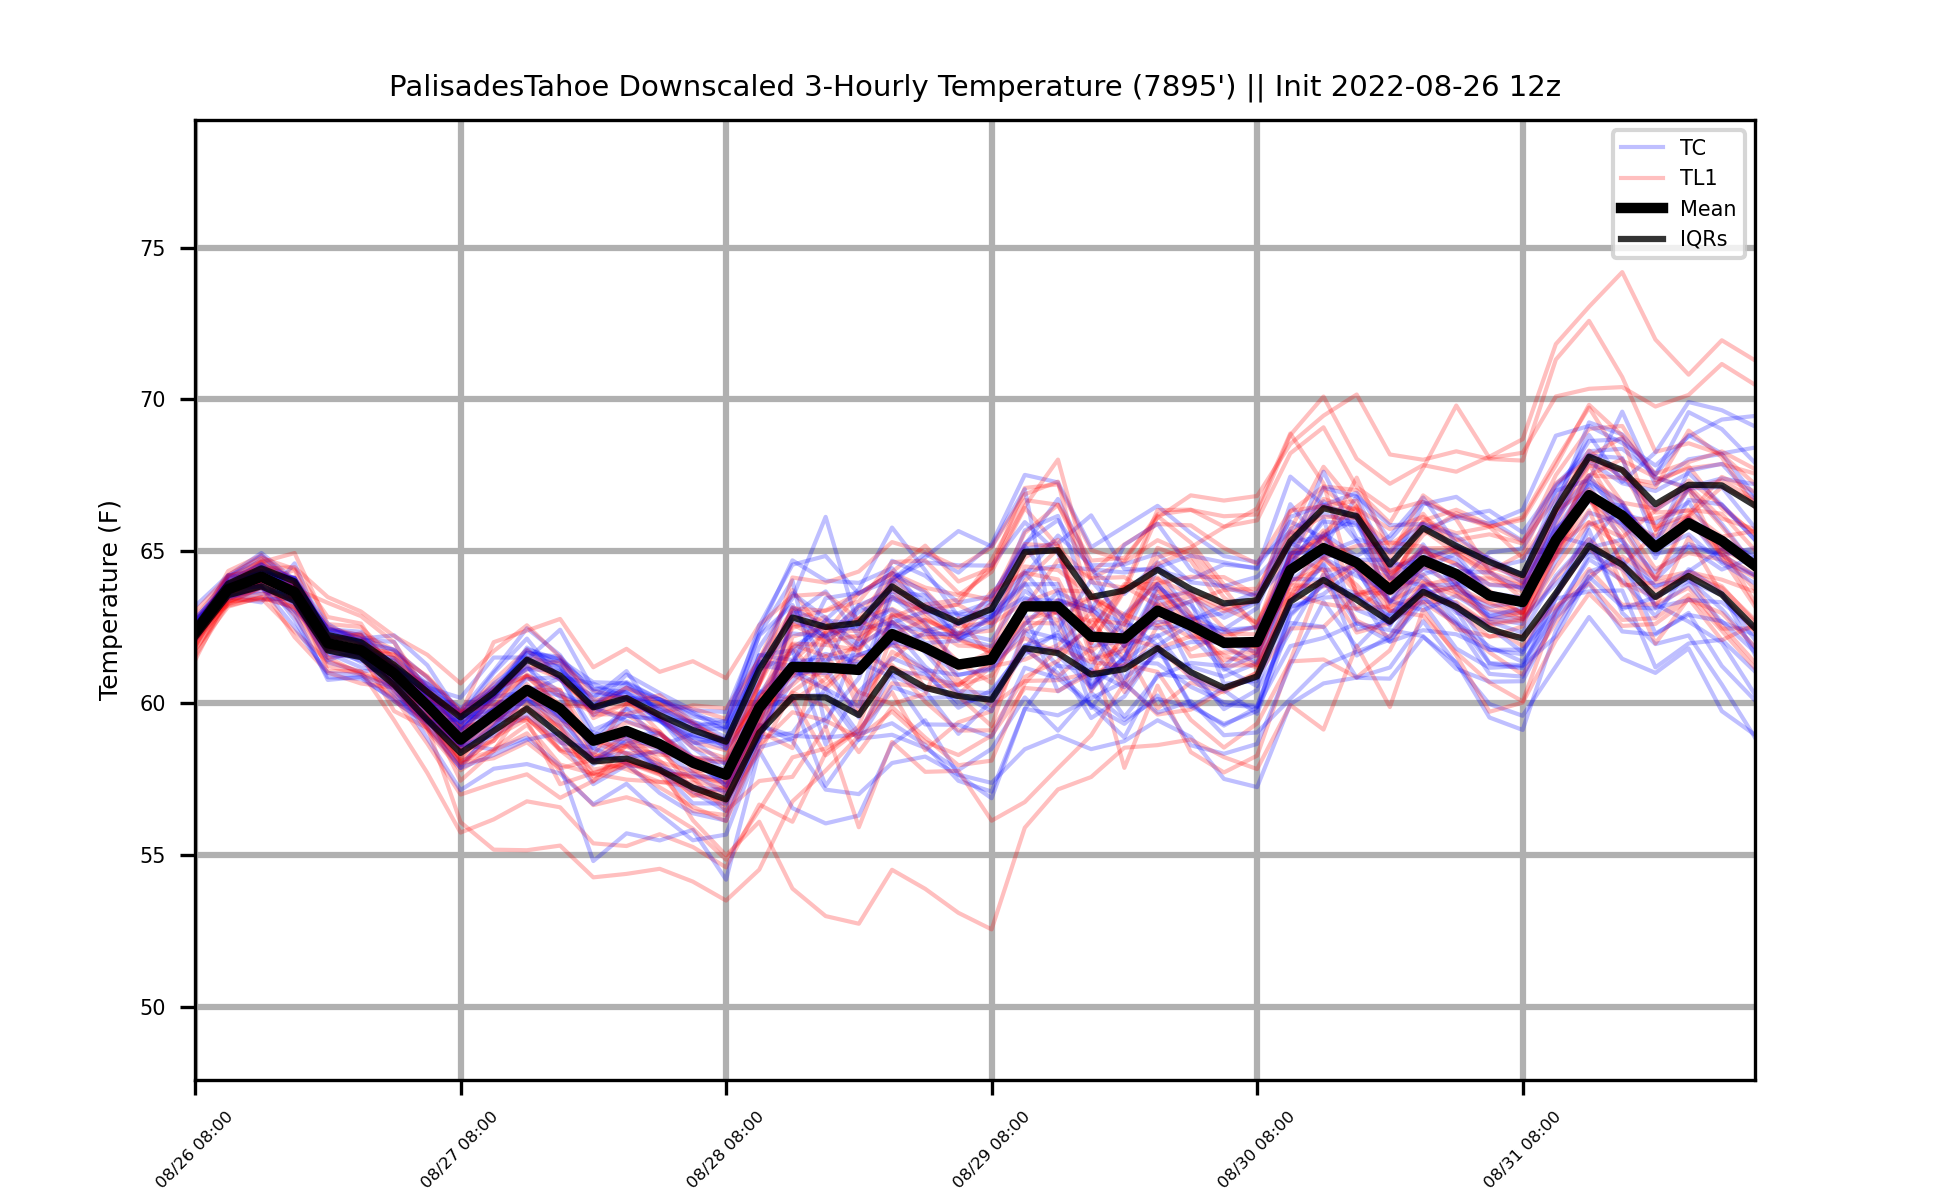 PalisadesTahoe Downscaled 3-Hourly Temperature (7895') || Init 2022-08-26 12z
TC
TL1
Mean
IQRs
Temperature (F)
75
70
65
60
55
50
08/26 08:00
08/27 08:00
08/28 08:00
08/29 08:00
08/30 08:00
08/31 08:00